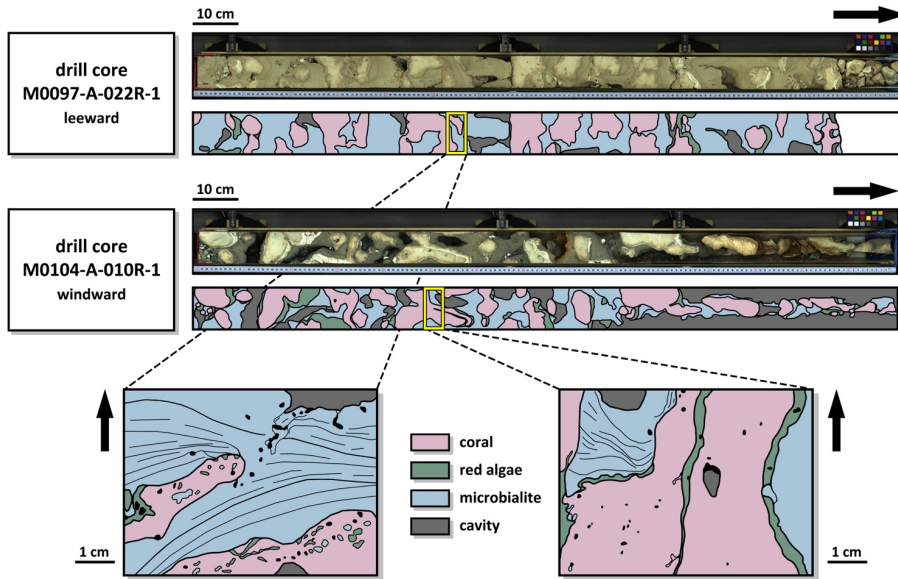 10 cm
drill core
M0097-A-022R-1
leeward
10 cm
drill core
M0104-A-010R-1
windward
coral
red algae
microbialite
cavity
1 cm
1 cm